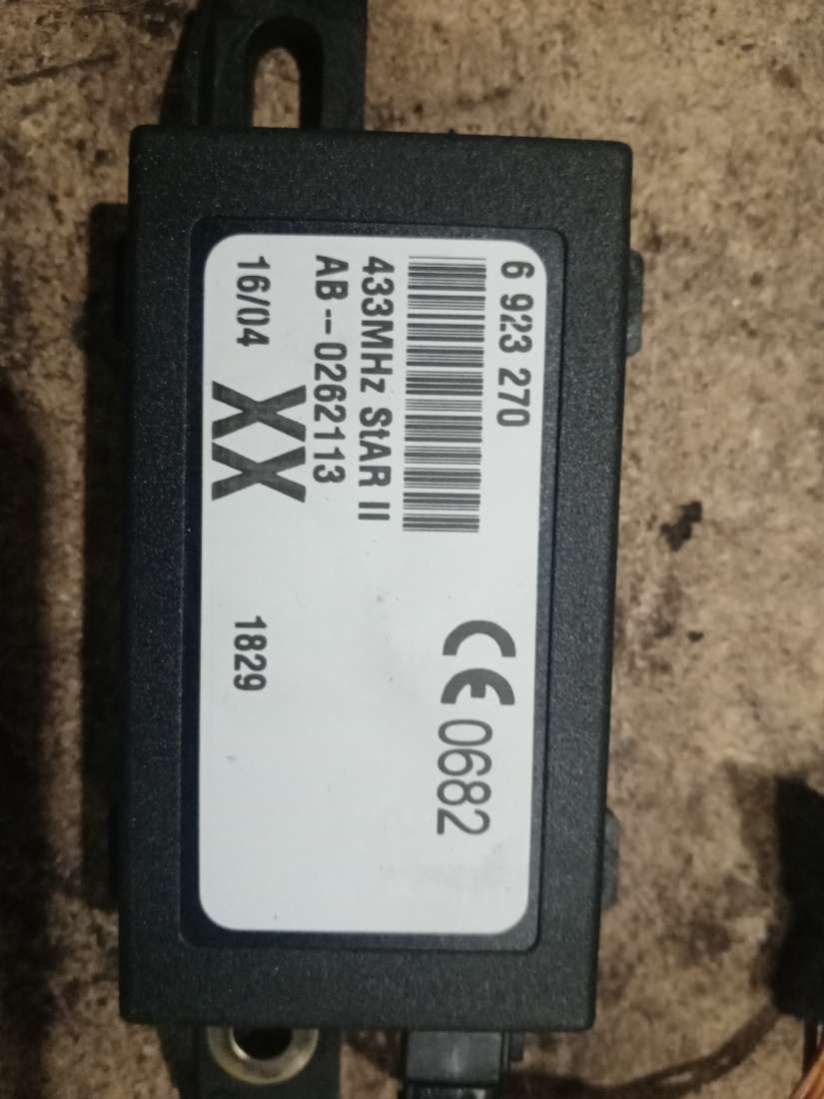 6 923 270
433MHz StAR II
AB--0262113
16/04 XX 1829
CE 0682